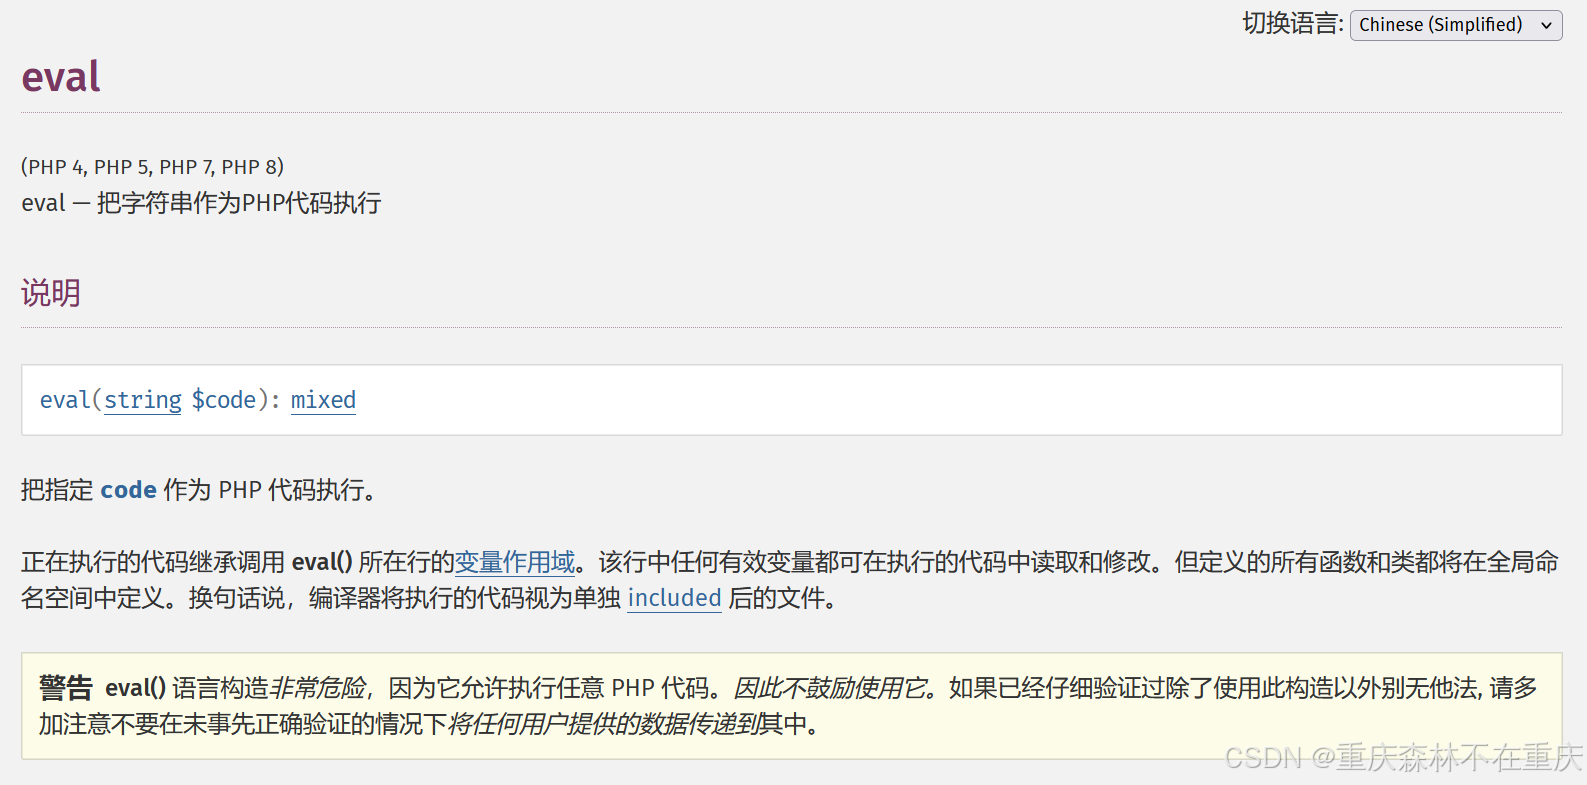 切换语言: Chinese (Simplified)
eval
(PHP 4, PHP 5, PHP 7, PHP 8)
eval — 把字符串作为PHP代码执行
说明
eval(string $code): mixed
把指定 code 作为 PHP 代码执行。
正在执行的代码继承调用 eval() 所在行的变量作用域。该行中任何有效变量都可在执行的代码中读取和修改。但定义的所有函数和类都将在全局命
名空间中定义。换句话说，编译器将执行的代码视为单独 included 后的文件。
警告 eval() 语言构造非常危险，因为它允许执行任意 PHP 代码。因此不鼓励使用它。如果已经仔细验证过除了使用此构造以外别无他法, 请多
加注意不要在未事先正确验证的情况下将任何用户提供的数据传递到其中。
CSDN @重庆森林不在重庆